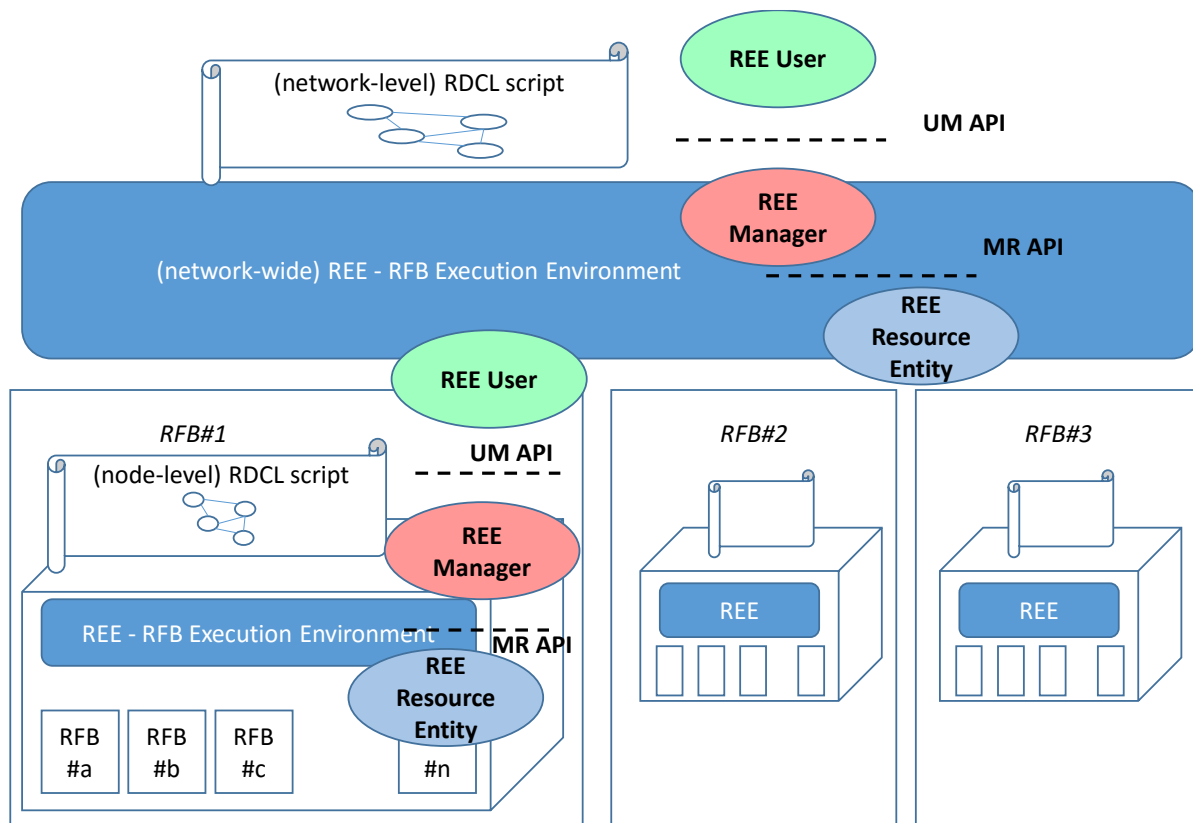 REE User
(network-level) RDCL script
UM API
REE
Manager
MR API
(network-wide) REE - RFB Execution Environment
REE
Resource
Entity
REE User
RFB#1
UM API
(node-level) RDCL script
REE
Manager
REE - RFB Execution Environment
MR API
REE
Resource
Entity
RFB
#a
RFB
#b
RFB
#c
#n
RFB#2
REE
RFB#3
REE